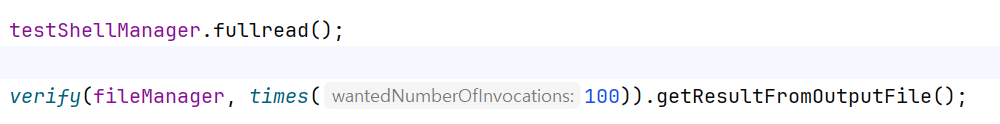 testShellManager.fullread();
verify(fileManager, times( wantedNumberOfInvocations: 100)).getResultFromOutputFile();